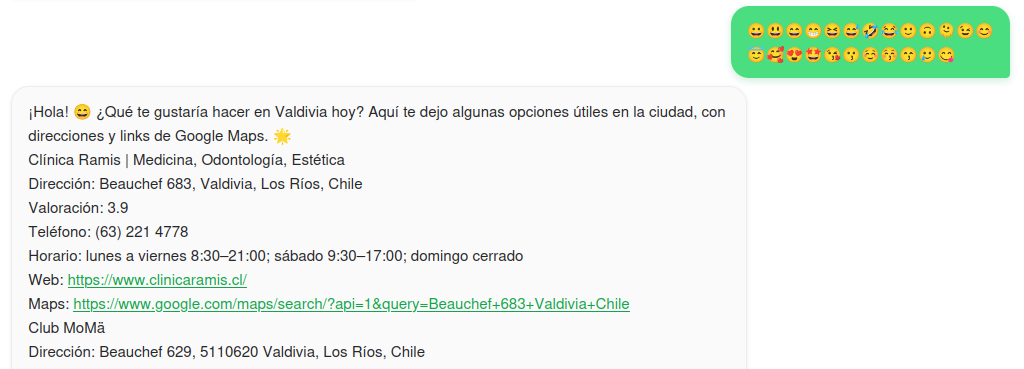 😀😃😄😁😆😅🤣😂🙂🙃🫠😉😊
😇🥰😍🤩😘😗☺️😚😙🥲😋
¡Hola! 😄 ¿Qué te gustaría hacer en Valdivia hoy? Aquí te dejo algunas opciones útiles en la ciudad, con
direcciones y links de Google Maps. 🌟
Clínica Ramis | Medicina, Odontología, Estética
Dirección: Beauchef 683, Valdivia, Los Ríos, Chile
Valoración: 3.9
Teléfono: (63) 221 4778
Horario: lunes a viernes 8:30–21:00; sábado 9:30–17:00; domingo cerrado
Web: https://www.clinicaramis.cl/
Maps: https://www.google.com/maps/search/?api=1&query=Beauchef+683+Valdivia+Chile
Club MoMã
Dirección: Beauchef 629, 5110620 Valdivia, Los Ríos, Chile